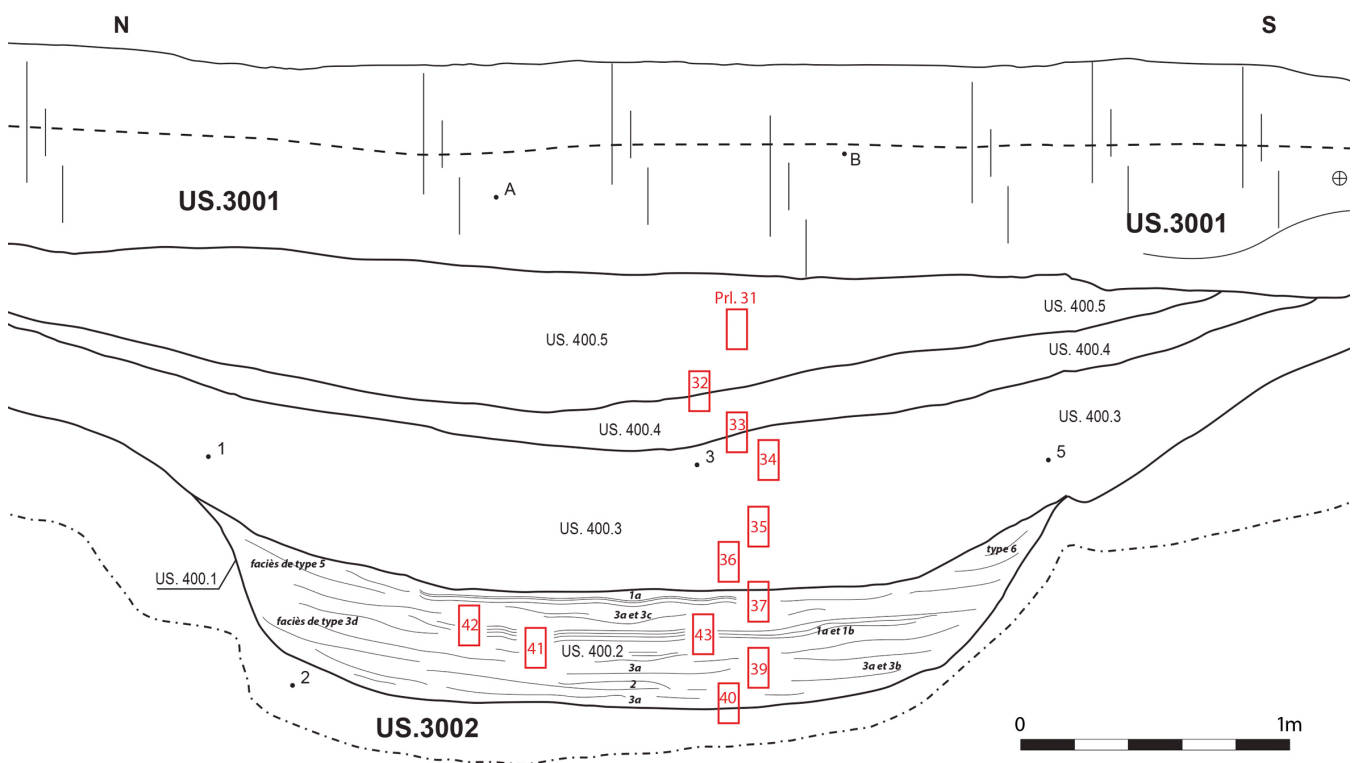 N
S
B
A
US.3001
US.3001
Prl. 31
US. 400.5
US. 400.5
US. 400.4
32
US. 400.3
33
US. 400.4
1
3
34
5
US. 400.3
35
36
type 6
faciès de type 5
US. 400.1
1a
37
3a et 3c
42
faciès de type 3d
43
1a et 1b
41
US. 400.2
3a
39
3a et 3b
2
2
3a
40
US.3002
0
1m